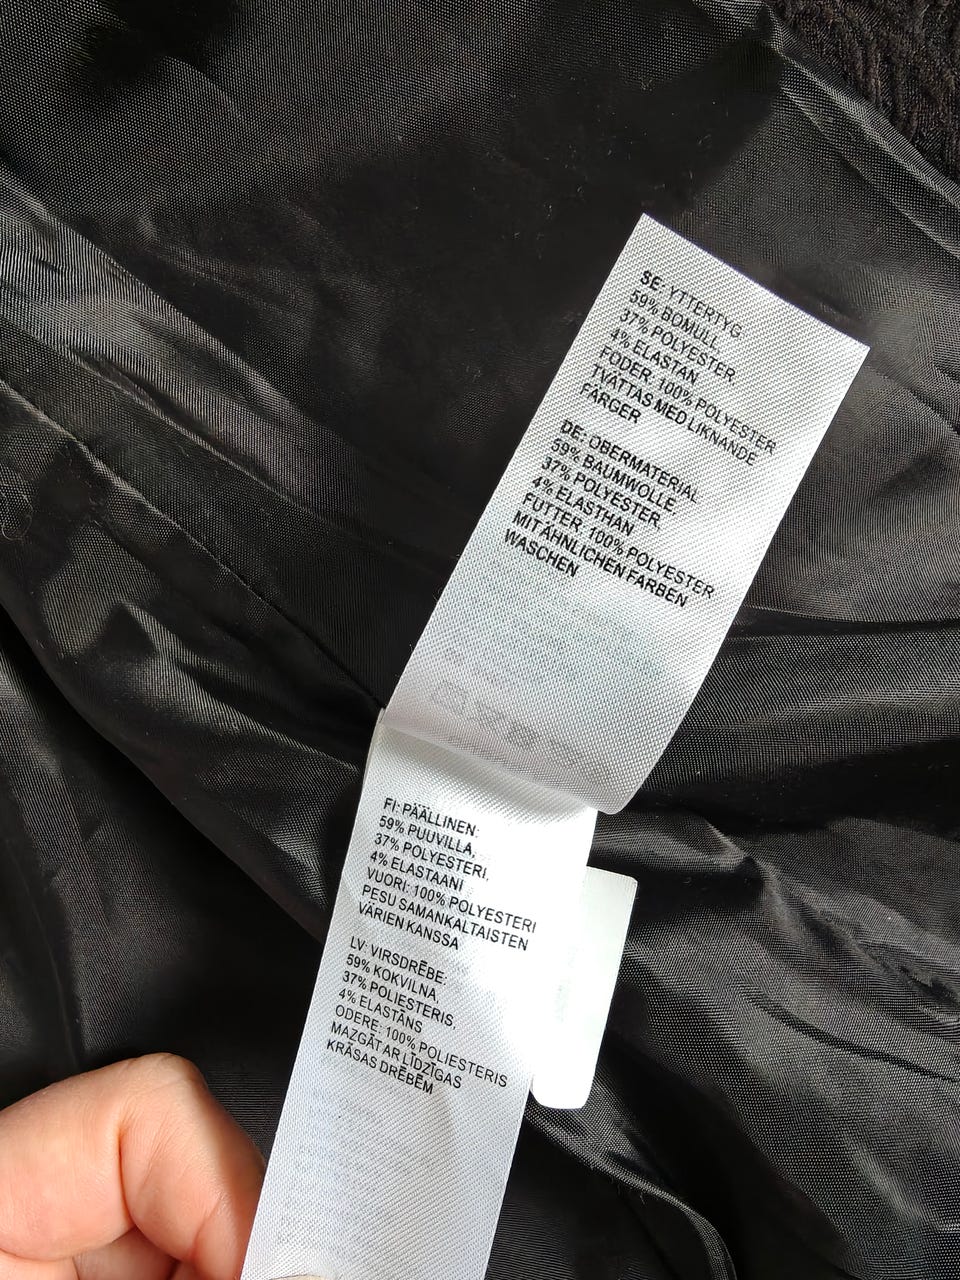 SE: YTTERTYG
59% BOMULL
37% POLYESTER
4% ELASTAN
FODER: 100% POLYESTER
TVÄTTAS MED LIKNANDE
FÄRGER
DE: OBERMATERIAL
59% BAUMWOLLE
37% POLYESTER
4% ELASTHAN
FUTTER: 100% POLYESTER
MIT ÄHNLICHEN FARBEN
WASCHEN
FI: PÄÄLLINEN:
59% PUUVILLA,
37% POLYESTERI,
4% ELASTAANI
VUORI: 100% POLYESTERI
PESU SAMANKALTAISTEN
VÄRIEN KANSSA
LV: VIRSDRĒBE:
59% KOKVILNA,
37% POLIESTERIS,
4% ELASTĀNS
ODERE: 100% POLIESTERIS
MAZGĀT AR LĪDZĪGAS
KRĀSAS DRĒBĒM